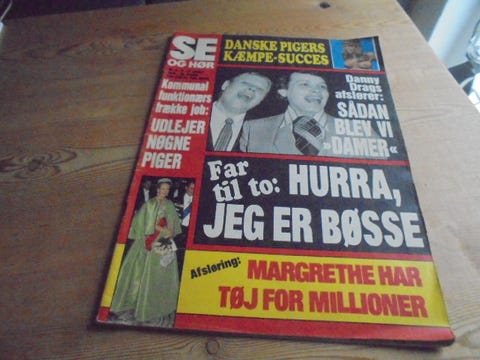 SE
OG HØR
DANSKE PIGERS
KÆMPE-SUCCES
Kommunal
funktionærs
frække job:
UDLEJER
NØGNE
PIGER
Danny
Drags
afslører:
SÅDAN
BLEV VI
»DAMER«
Far
til to: HURRA,
JEG ER BØSSE
Afsløring: MARGRETHE HAR
TØJ FOR MILLIONER